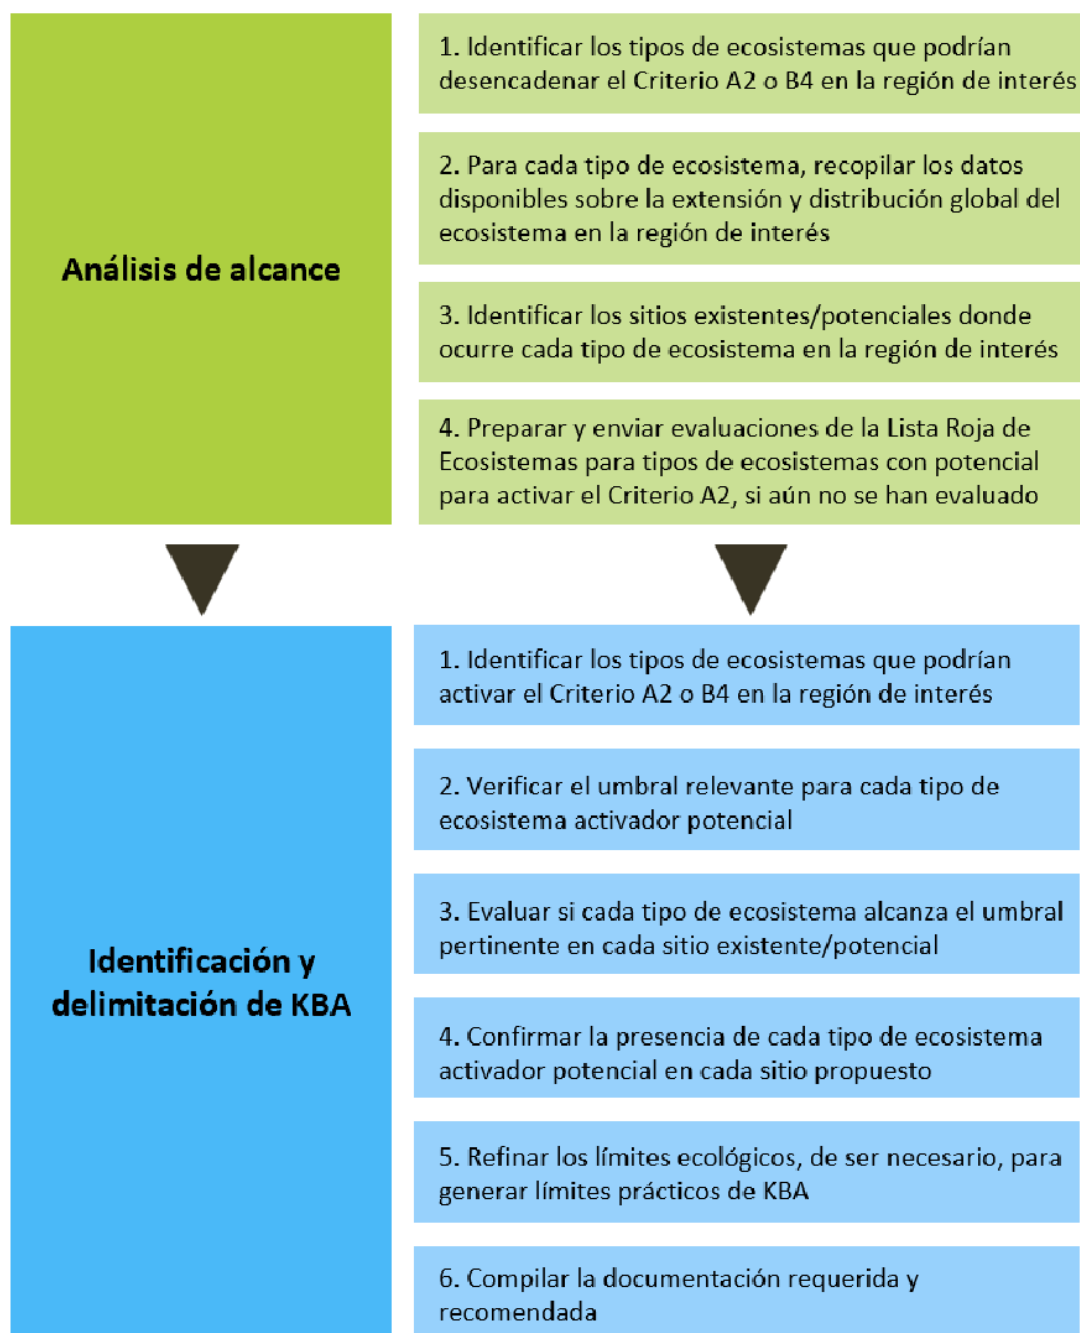 Análisis de alcance
1. Identificar los tipos de ecosistemas que podrían
desencadenar el Criterio A2 o B4 en la región de interés
2. Para cada tipo de ecosistema, recopilar los datos
disponibles sobre la extensión y distribución global del
ecosistema en la región de interés
3. Identificar los sitios existentes/potenciales donde
ocurre cada tipo de ecosistema en la región de interés
4. Preparar y enviar evaluaciones de la Lista Roja de
Ecosistemas para tipos de ecosistemas con potencial
para activar el Criterio A2, si aún no se han evaluado
Identificación y
delimitación de KBA
1. Identificar los tipos de ecosistemas que podrían
activar el Criterio A2 o B4 en la región de interés
2. Verificar el umbral relevante para cada tipo de
ecosistema activador potencial
3. Evaluar si cada tipo de ecosistema alcanza el umbral
pertinente en cada sitio existente/potencial
4. Confirmar la presencia de cada tipo de ecosistema
activador potencial en cada sitio propuesto
5. Refinar los límites ecológicos, de ser necesario, para
generar límites prácticos de KBA
6. Compilar la documentación requerida y
recomendada